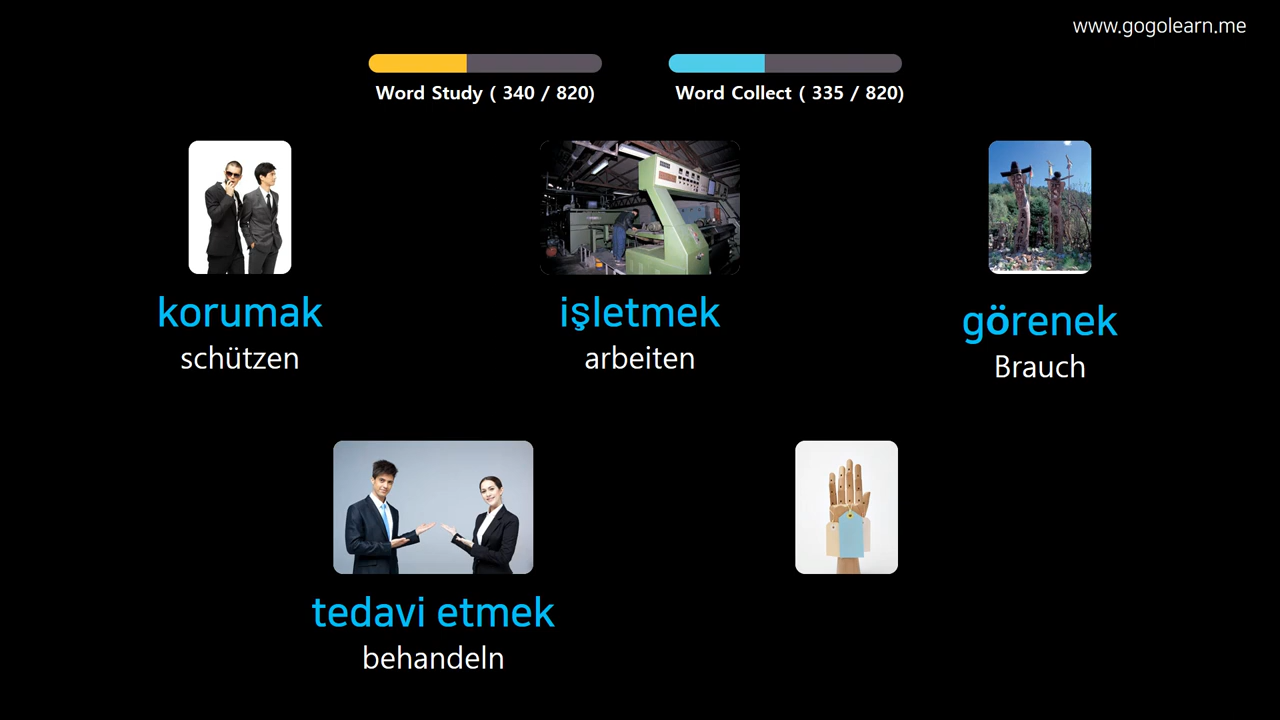 www.gogolearn.me
Word Study ( 340 / 820)
Word Collect ( 335 / 820)
korumak
schützen
işletmek
arbeiten
görenek
Brauch
tedavi etmek
behandeln